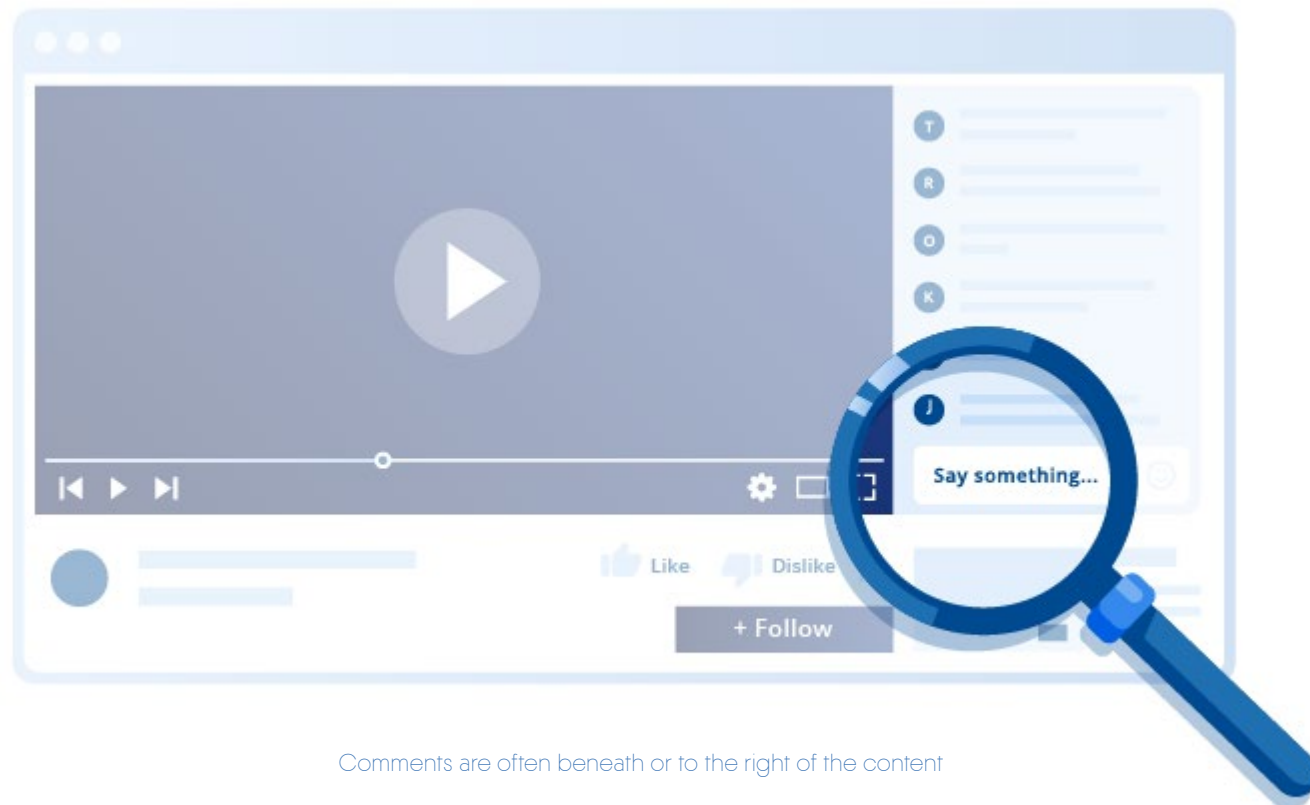 T
R
O
K
J
Say something...
Like Dislike
+ Follow
Comments are often beneath or to the right of the content